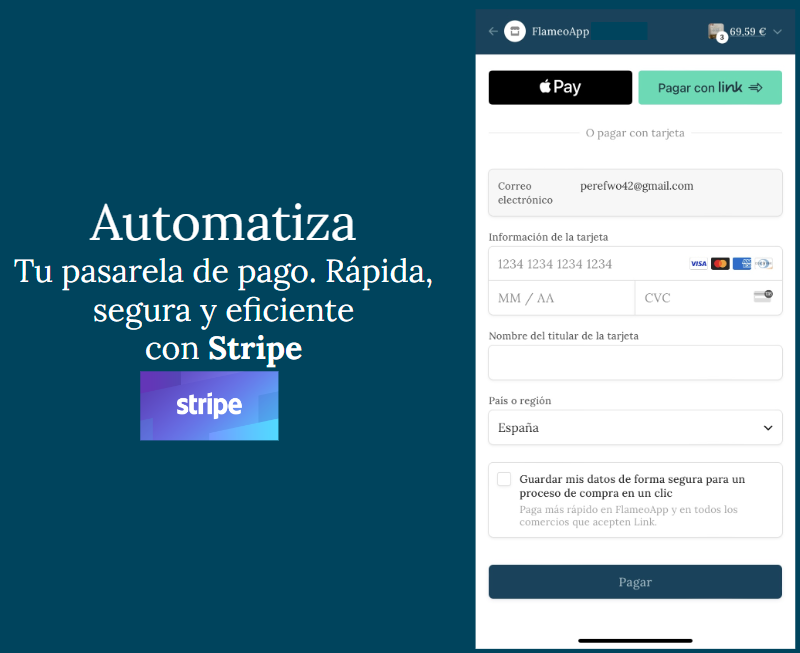 Automatiza
Tu pasarela de pago. Rápida,
segura y eficiente
con Stripe
stripe
FlameoApp
3
69,59 €
Pay
Pagar con link
O pagar con tarjeta
Correo
electrónico
perefwo42@gmail.com
Información de la tarjeta
1234 1234 1234 1234
VISA
MM / AA
CVC
Nombre del titular de la tarjeta
País o región
España
Guardar mis datos de forma segura para un
proceso de compra en un clic
Paga más rápido en FlameoApp y en todos los
comercios que acepten Link.
Pagar